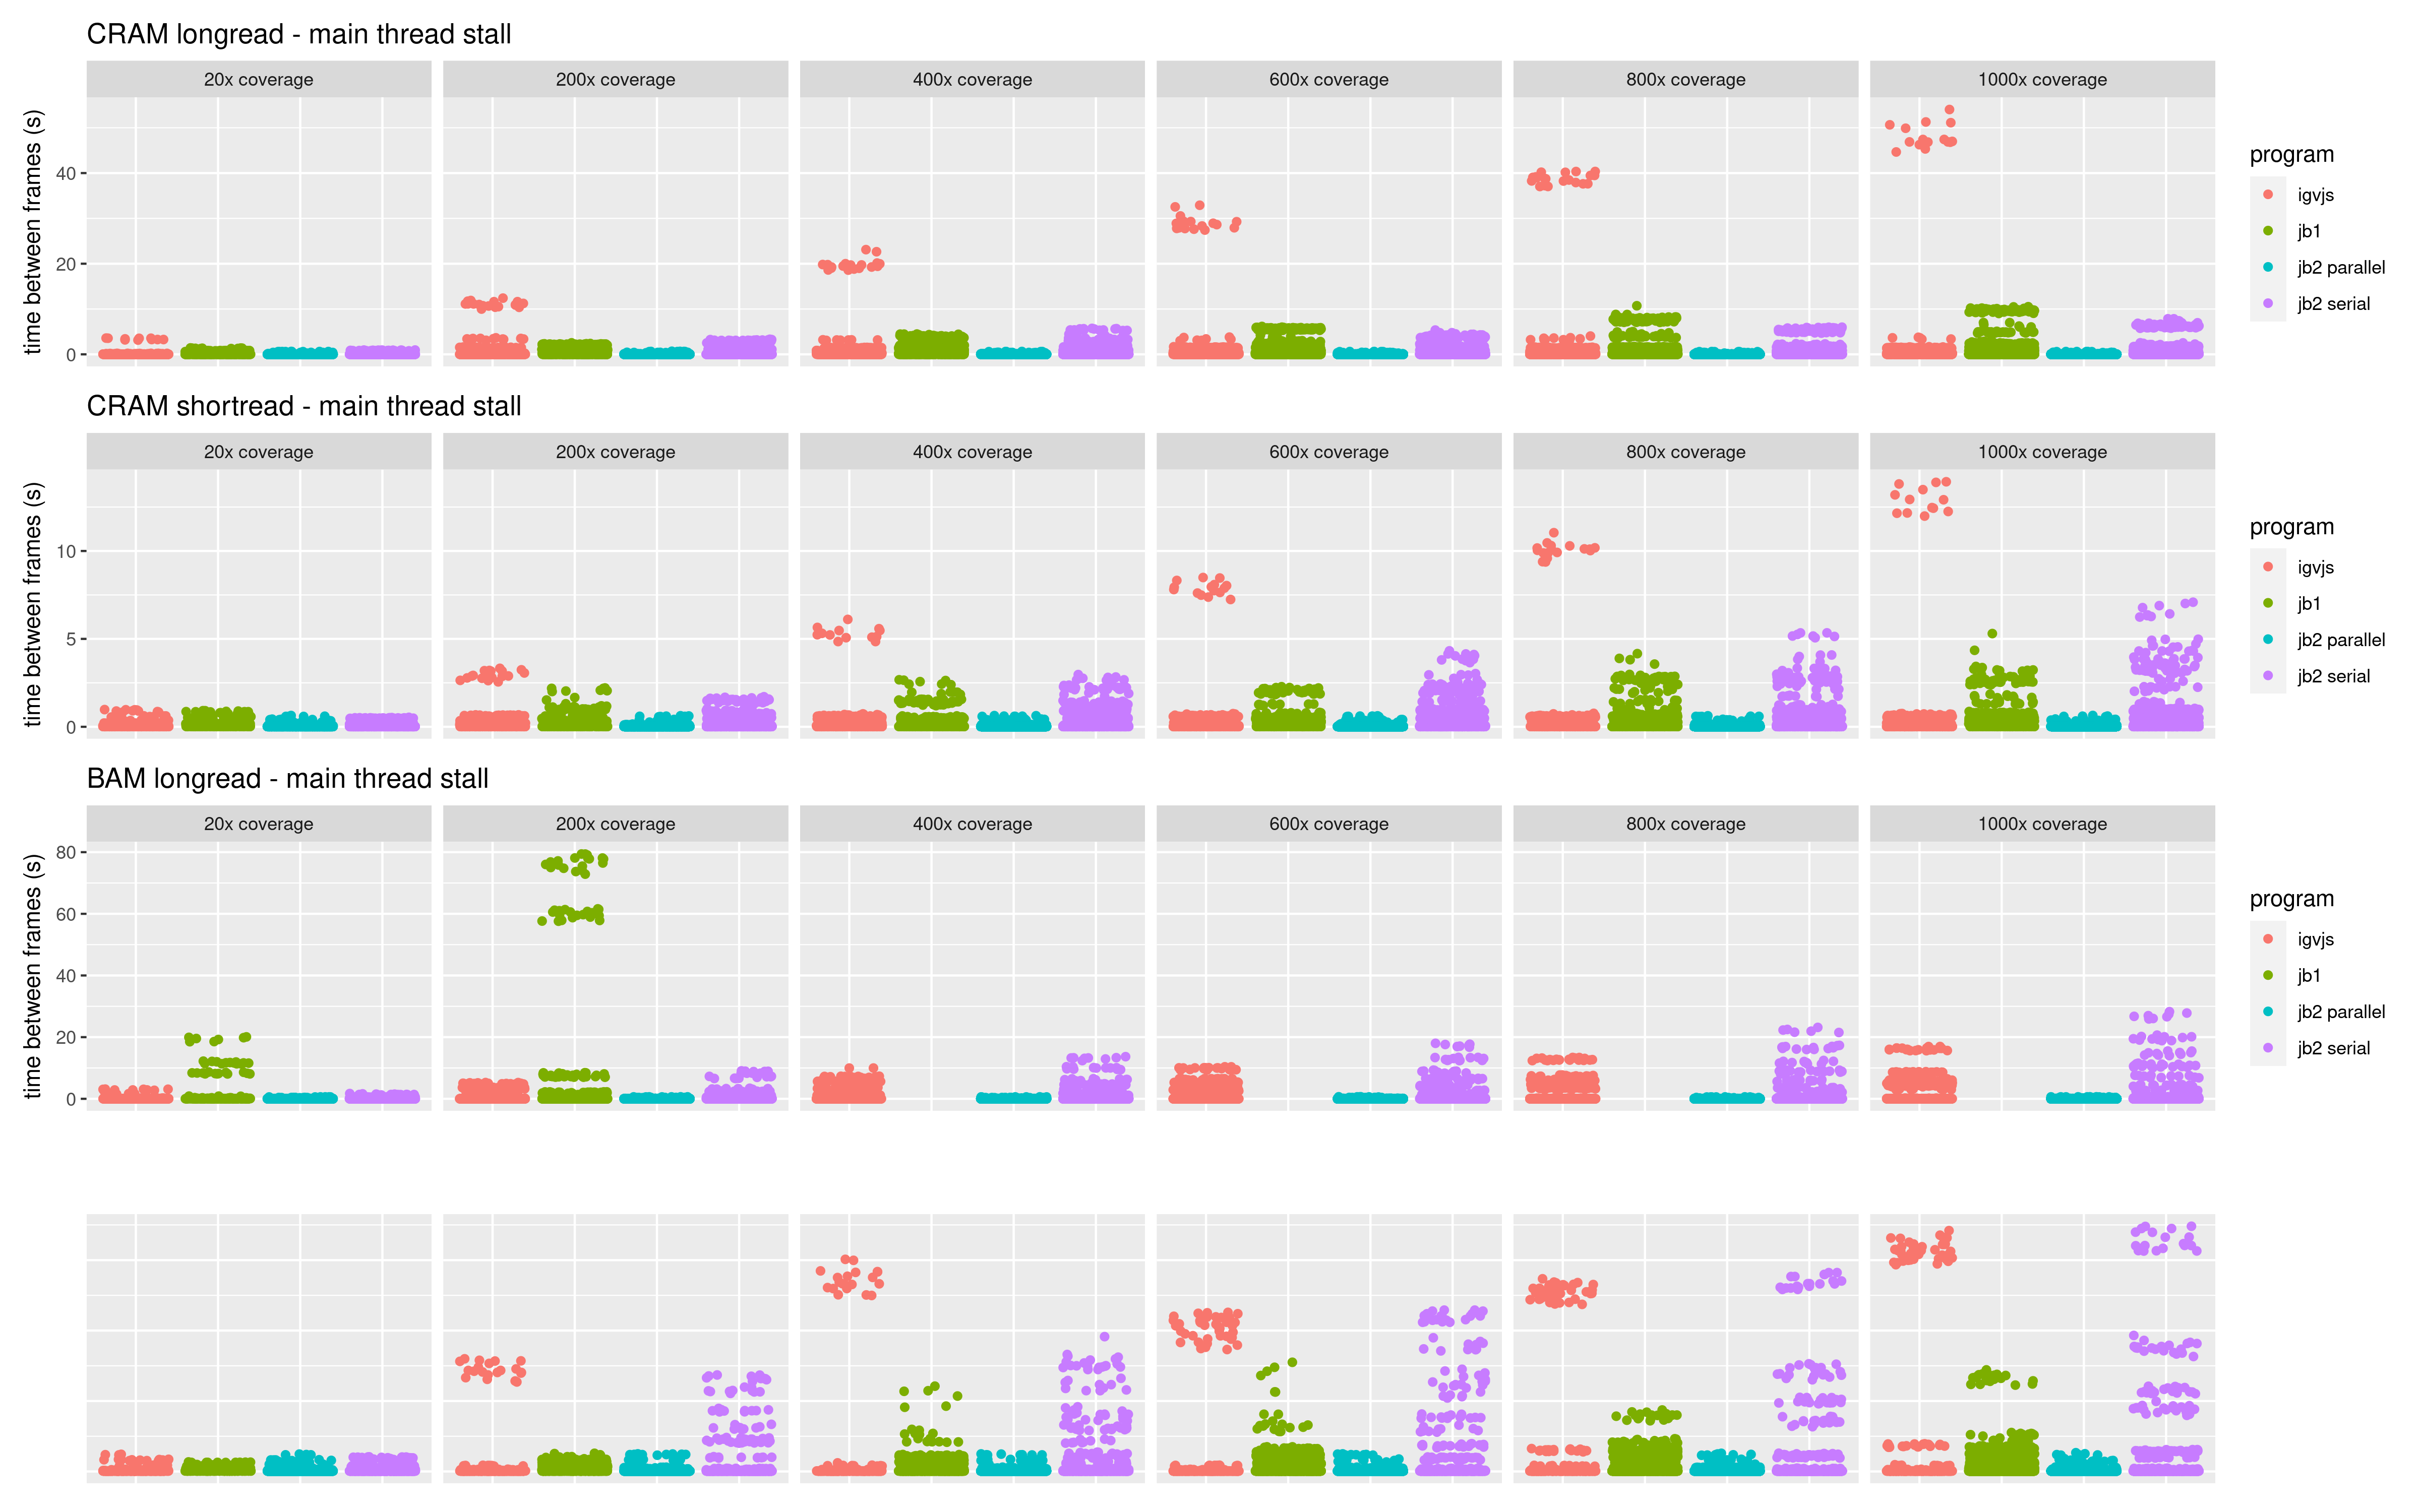 CRAM longread - main thread stall
20x coverage 200x coverage 400x coverage 600x coverage 800x coverage 1000x coverage
time between frames (s)
40
20
0
program
igvjs
jb1
jb2 parallel
jb2 serial
CRAM shortread - main thread stall
20x coverage 200x coverage 400x coverage 600x coverage 800x coverage 1000x coverage
time between frames (s)
10
5
0
program
igvjs
jb1
jb2 parallel
jb2 serial
BAM longread - main thread stall
20x coverage 200x coverage 400x coverage 600x coverage 800x coverage 1000x coverage
time between frames (s)
80
60
40
20
0
program
igvjs
jb1
jb2 parallel
jb2 serial